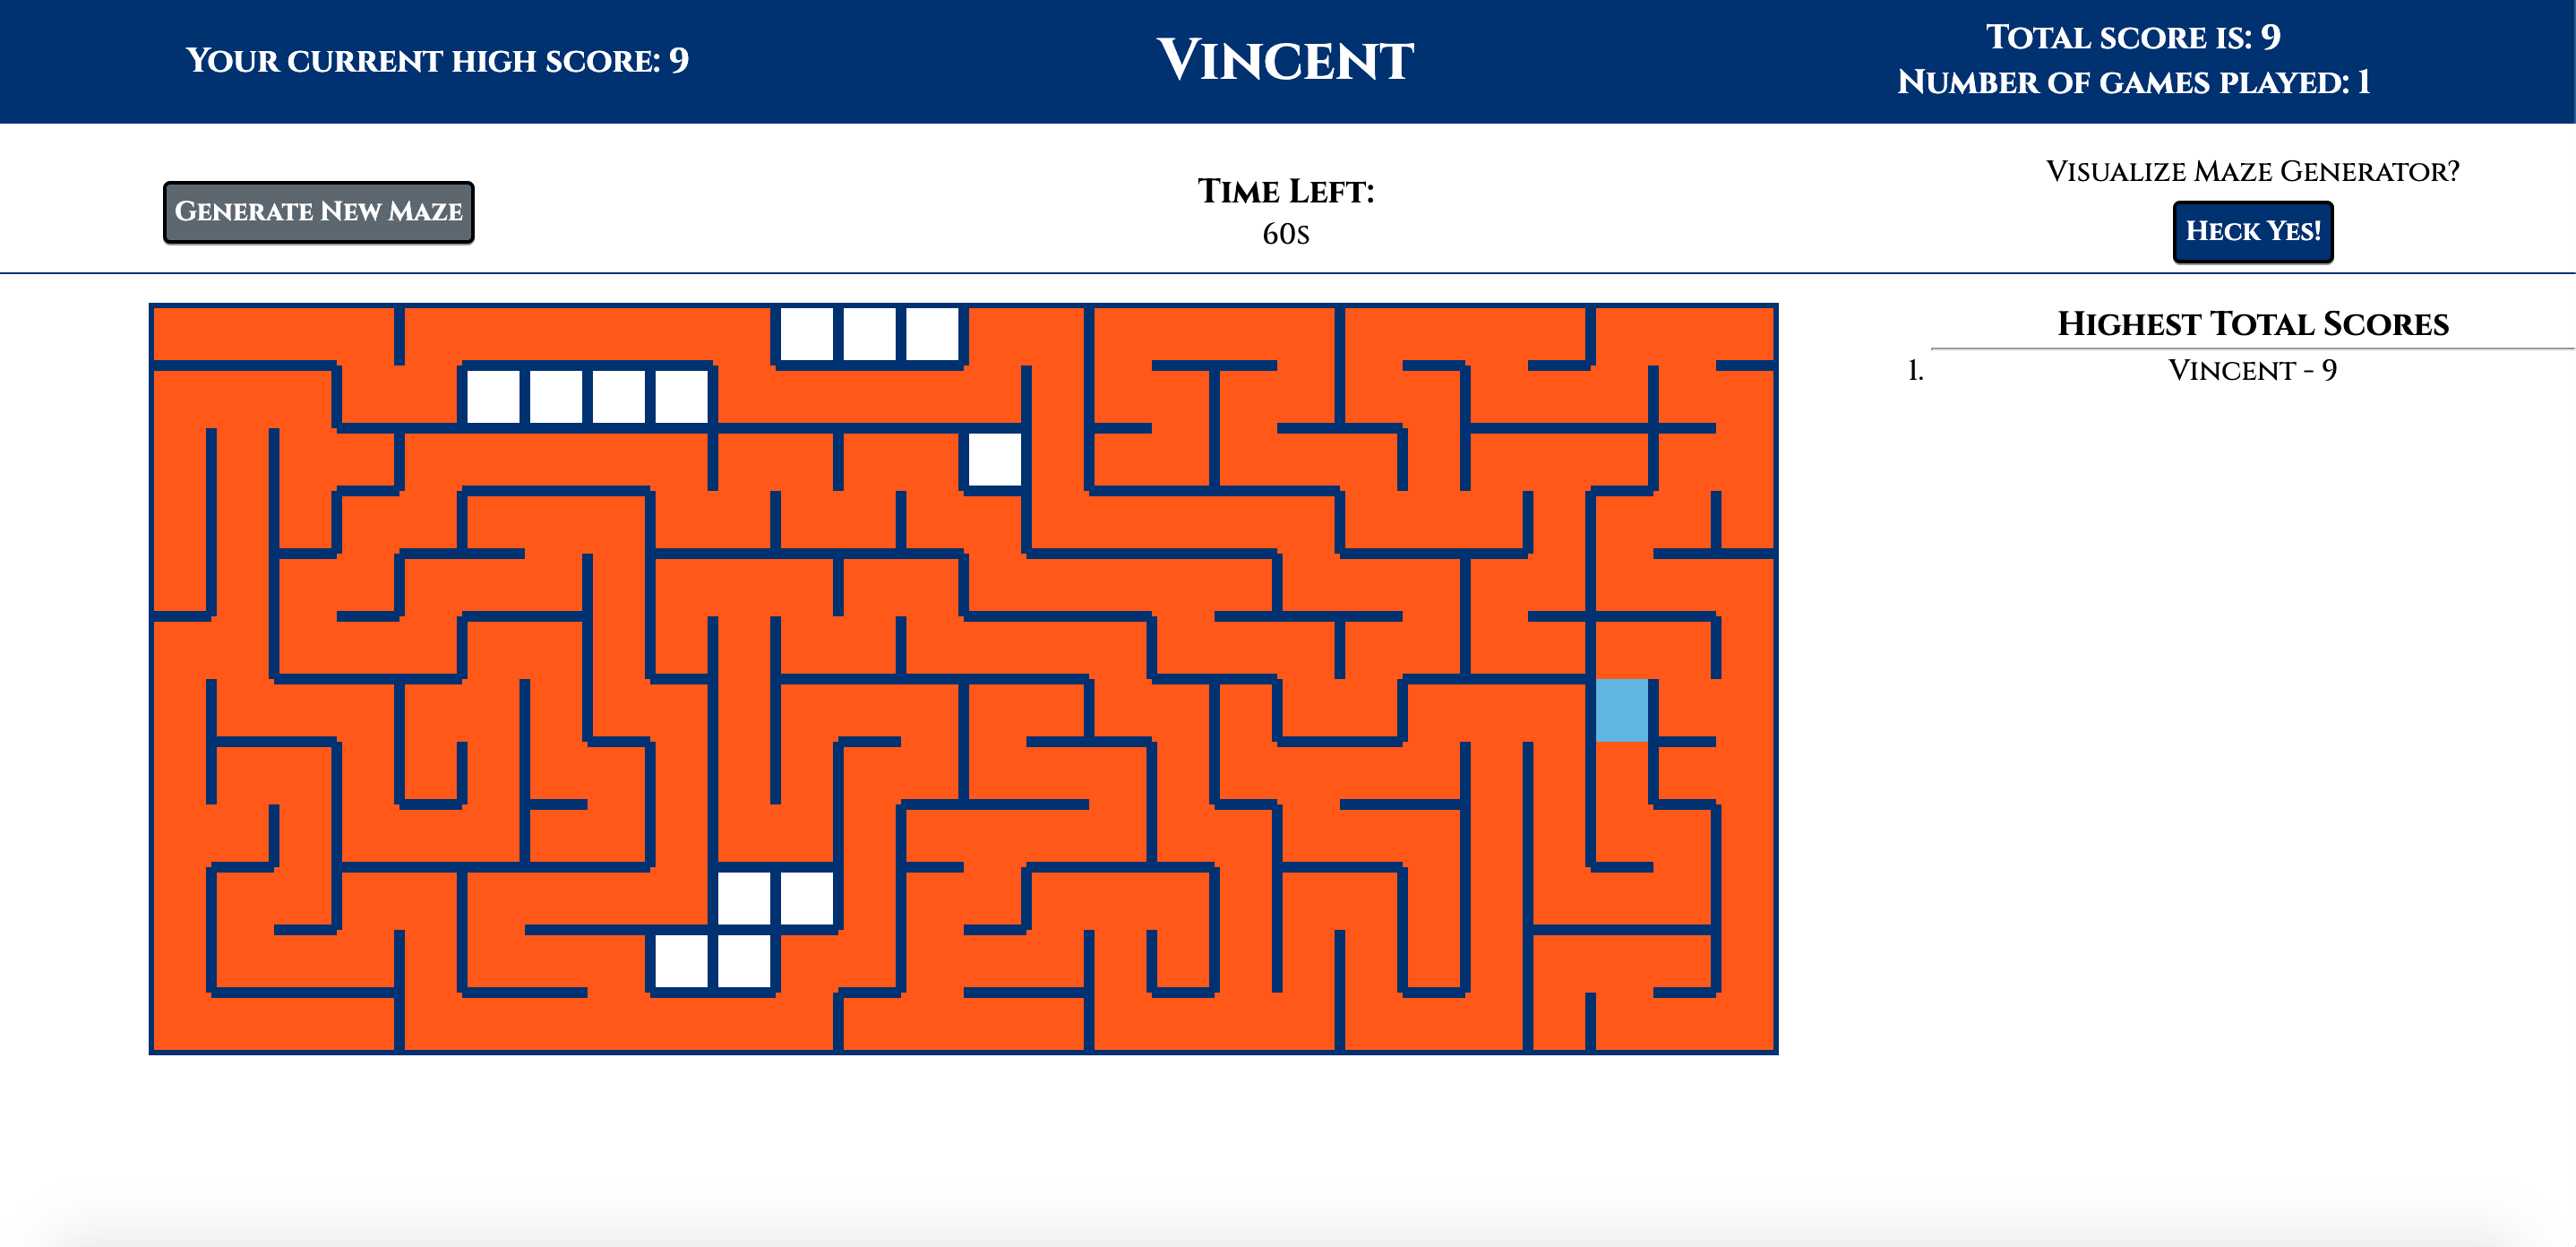 Your current high score: 9
Vincent
Total score is: 9
Number of games played: 1
Generate New Maze
Time Left:
60s
Visualize Maze Generator?
Heck Yes!
Highest Total Scores
1. Vincent - 9